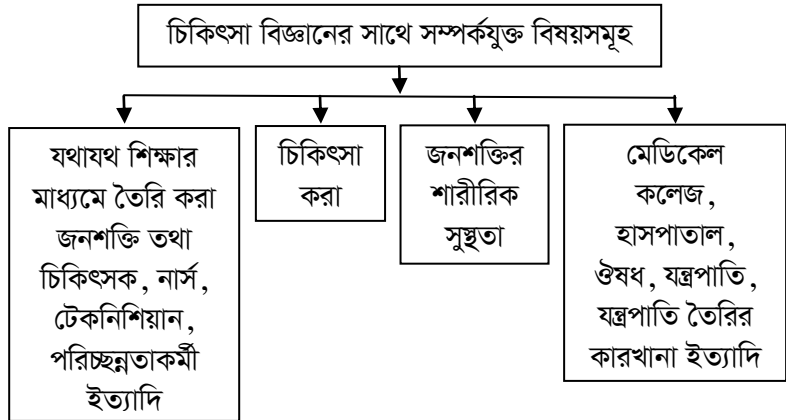 চিকিৎসা বিজ্ঞানের সাথে সম্পর্কযুক্ত বিষয়সমূহ
যথাযথ শিক্ষার
মাধ্যমে তৈরি করা
জনশক্তি তথা
চিকিৎসক, নার্স,
টেকনিশিয়ান,
পরিচ্ছন্নতাকর্মী
ইত্যাদি
চিকিৎসা
করা
জনশক্তির
শারীরিক
সুস্থতা
মেডিকেল
কলেজ,
হাসপাতাল,
ঔষধ, যন্ত্রপাতি,
যন্ত্রপাতি তৈরির
কারখানা ইত্যাদি